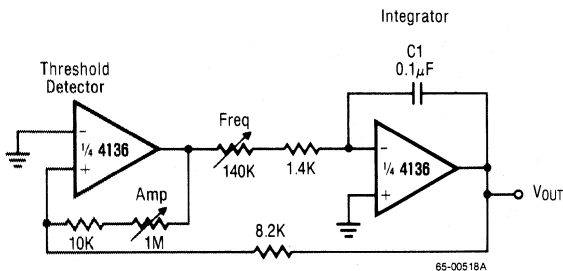 Integrator
C1
0.1μF
Threshold
Detector
Freq
−
¼ 4136
+
140K
1.4K
−
¼ 4136
+
Amp
10K
1M
8.2K
VOUT
65-00518A